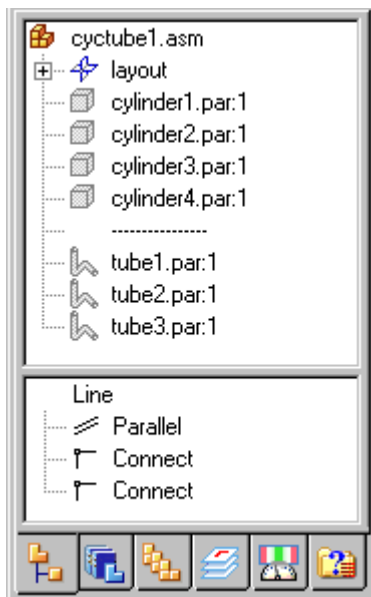 cyctube1.asm
layout
cylinder1.par:1
cylinder2.par:1
cylinder3.par:1
cylinder4.par:1
---------------
tube1.par:1
tube2.par:1
tube3.par:1
Line
Parallel
Connect
Connect